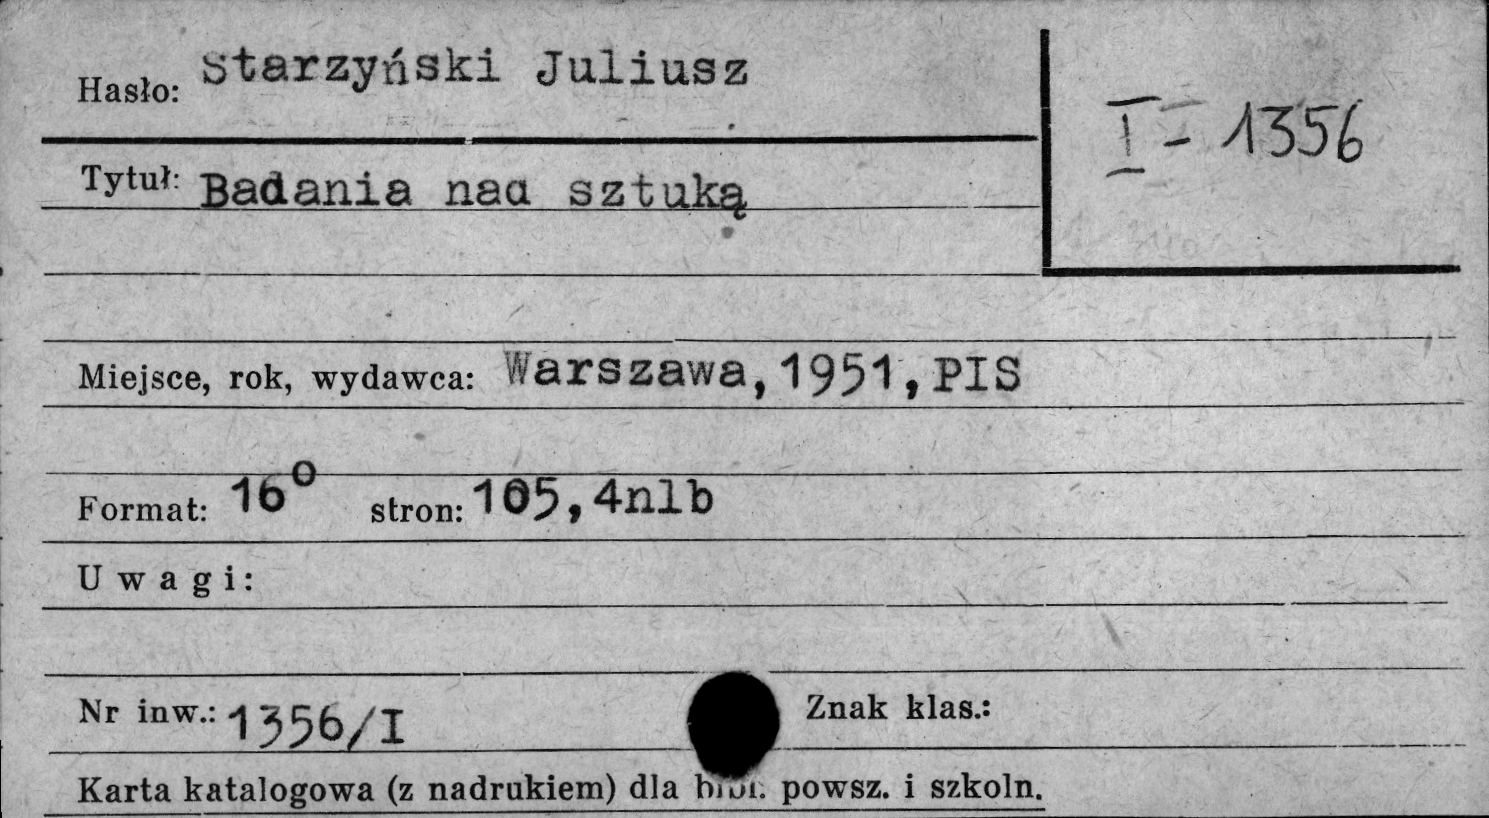 Hasło: Starzyński Juliusz
I - 1356
Tytuł: Badania nad sztuką
Miejsce, rok, wydawca: Warszawa, 1951, PIS
Format: 16° stron: 105, 4nlb
Uwagi:
Nr inw.: 1356/I Znak klas.:
Karta katalogowa (z nadrukiem) dla bibl. powsz. i szkoln.